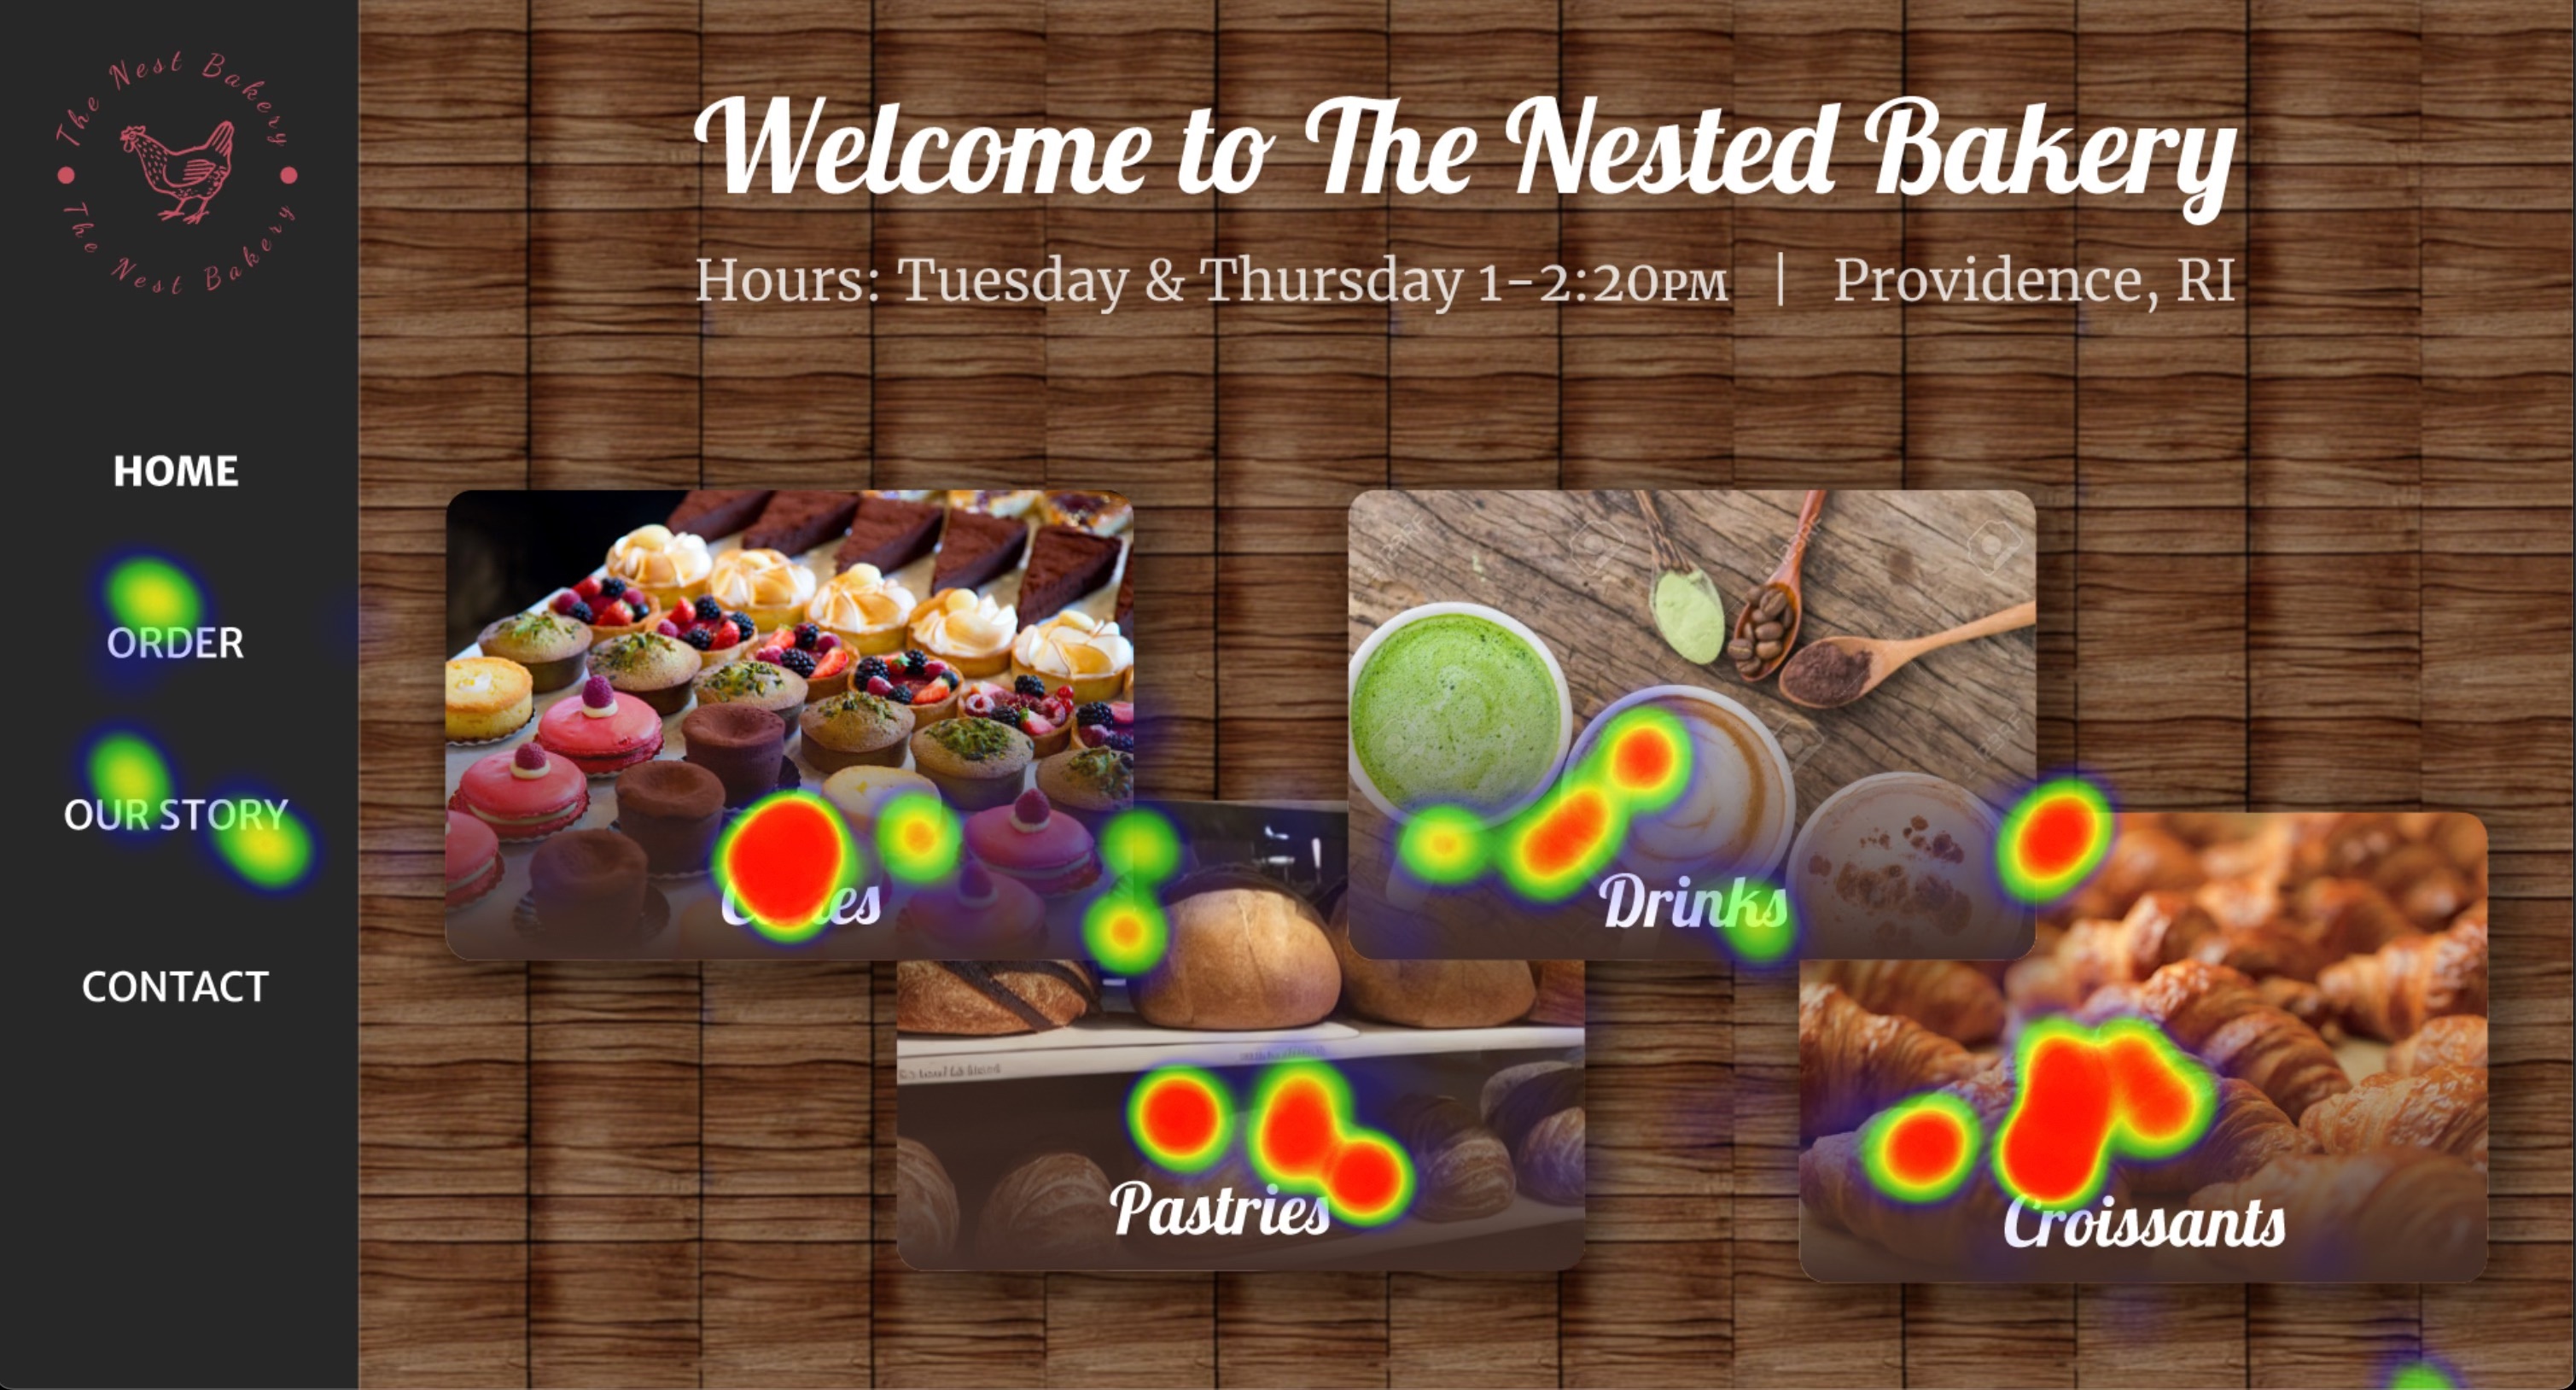 The Nest Bakery
The Nest Bakery
Welcome to The Nested Bakery
Hours: Tuesday & Thursday 1-2:20PM | Providence, RI
HOME
ORDER
OUR STORY
CONTACT
Drinks
Pastries
Croissants